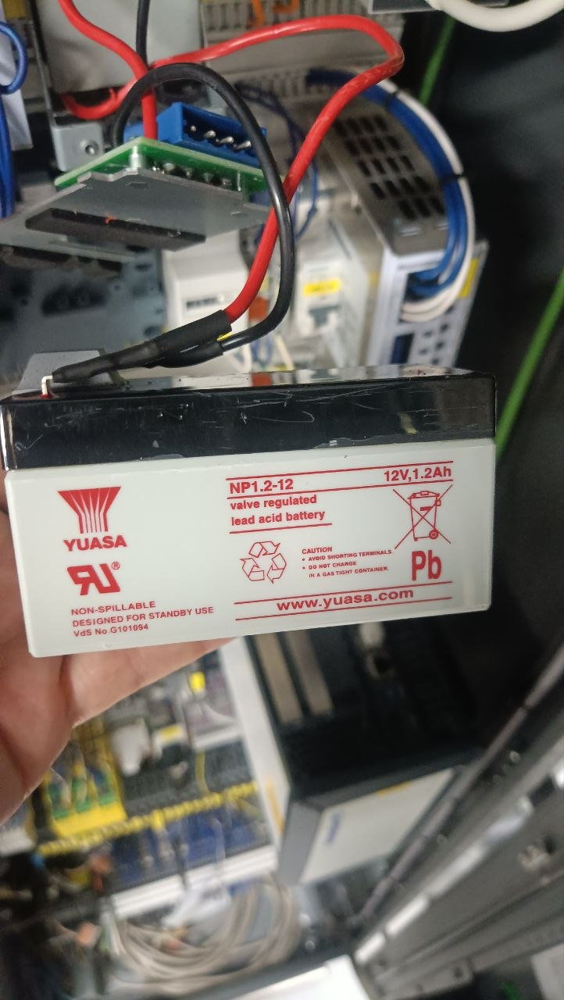 NP1.2-12 12V,1.2Ah
valve regulated
lead acid battery
YUASA
CAUTION
• AVOID SHORTING TERMINALS.
• DO NOT CHARGE
IN A GAS TIGHT CONTAINER.
Pb
®
NON-SPILLABLE
DESIGNED FOR STANDBY USE
VdS No G101094
www.yuasa.com